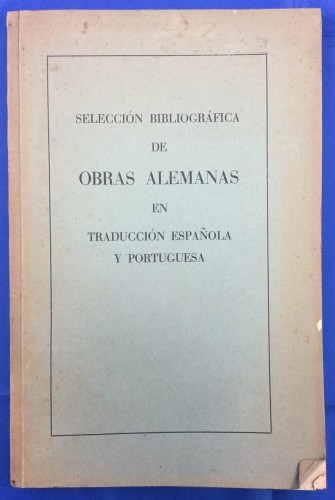 SELECCIÓN BIBLIOGRÁFICA
DE
OBRAS ALEMANAS
EN
TRADUCCIÓN ESPAÑOLA
Y PORTUGUESA